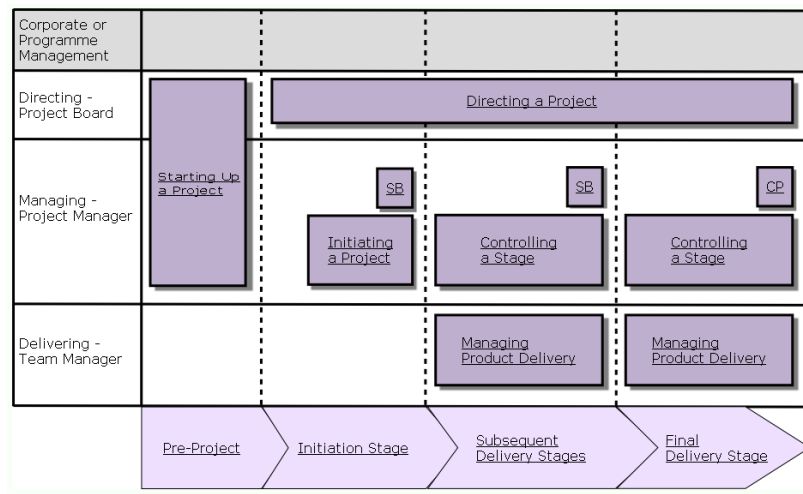 Corporate or
Programme
Management
Directing -
Project Board
Directing a Project
Starting Up
a Project
Managing -
Project Manager
SB
SB
CP
Initiating
a Project
Controlling
a Stage
Controlling
a Stage
Delivering -
Team Manager
Managing
Product Delivery
Managing
Product Delivery
Pre-Project
Initiation Stage
Subsequent
Delivery Stages
Final
Delivery Stage